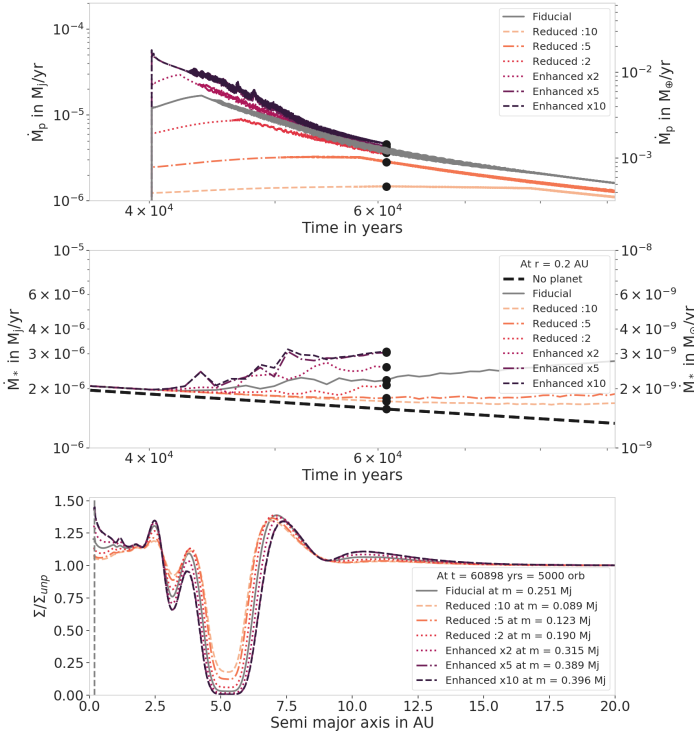 10⁻⁴
10⁻⁵
10⁻⁶
Ṁp in Mj/yr
10⁻²
10⁻³
Ṁp in M⊕/yr
Fiducial
Reduced :10
Reduced :5
Reduced :2
Enhanced x2
Enhanced x5
Enhanced x10
4 × 10⁴
6 × 10⁴
Time in years
10⁻⁵
6 × 10⁻⁶
4 × 10⁻⁶
3 × 10⁻⁶
2 × 10⁻⁶
10⁻⁶
Ṁ* in Mj/yr
10⁻⁸
6 × 10⁻⁹
4 × 10⁻⁹
3 × 10⁻⁹
2 × 10⁻⁹
10⁻⁹
Ṁ* in M⊙/yr
At r = 0.2 AU
No planet
Fiducial
Reduced :10
Reduced :5
Reduced :2
Enhanced x2
Enhanced x5
Enhanced x10
4 × 10⁴
6 × 10⁴
Time in years
1.50
1.25
1.00
0.75
0.50
0.25
0.00
Σ/Σunp
At t = 60898 yrs = 5000 orb
Fiducial at m = 0.251 Mj
Reduced :10 at m = 0.089 Mj
Reduced :5 at m = 0.123 Mj
Reduced :2 at m = 0.190 Mj
Enhanced x2 at m = 0.315 Mj
Enhanced x5 at m = 0.389 Mj
Enhanced x10 at m = 0.396 Mj
0.0 2.5 5.0 7.5 10.0 12.5 15.0 17.5 20.0
Semi major axis in AU